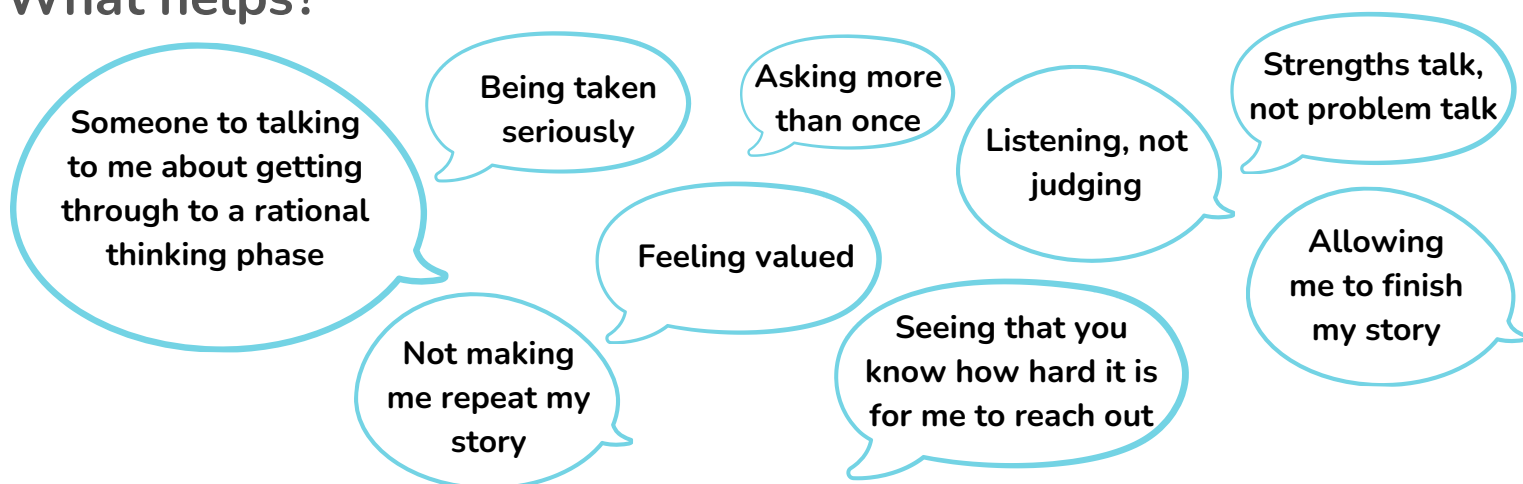 What helps?
Someone to talking
to me about getting
through to a rational
thinking phase
Being taken
seriously
Asking more
than once
Listening, not
judging
Strengths talk,
not problem talk
Feeling valued
Allowing
me to finish
my story
Not making
me repeat my
story
Seeing that you
know how hard it is
for me to reach out